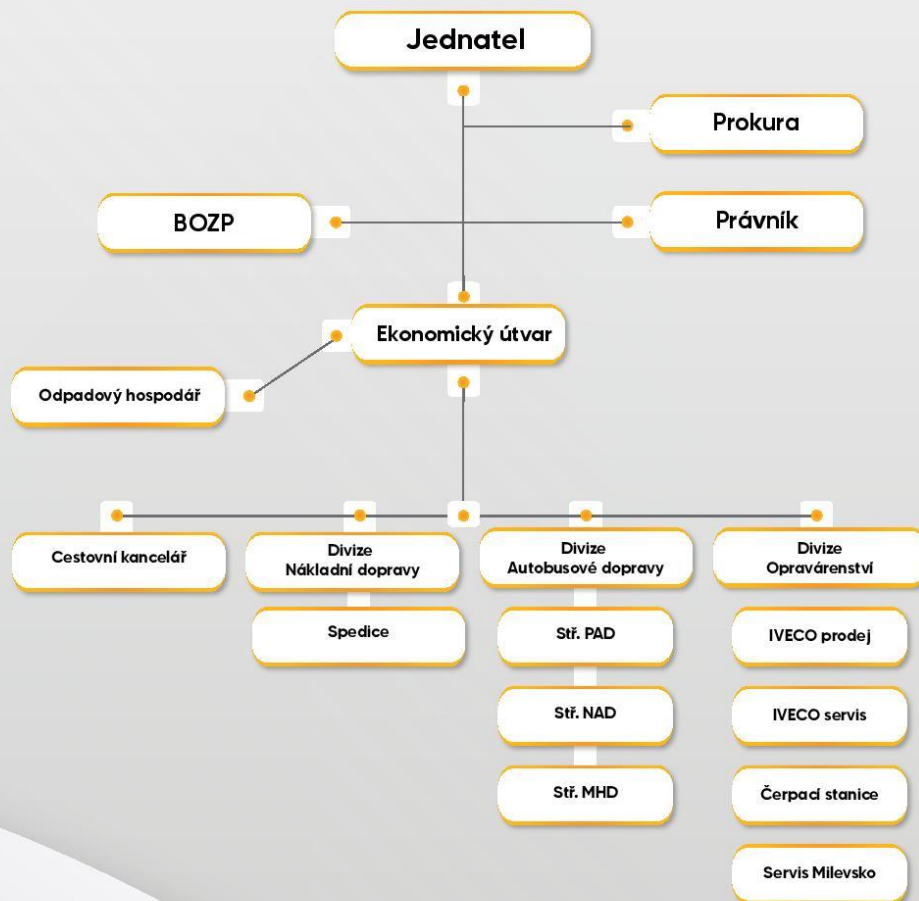 Jednatel
Prokura
BOZP
Právník
Ekonomický útvar
Odpadový hospodář
Cestovní kancelář
Divize
Nákladní dopravy
Divize
Autobusové dopravy
Divize
Opravárenství
Spedice
Stř. PAD
IVECO prodej
Stř. NAD
IVECO servis
Stř. MHD
Čerpací stanice
Servis Milevsko